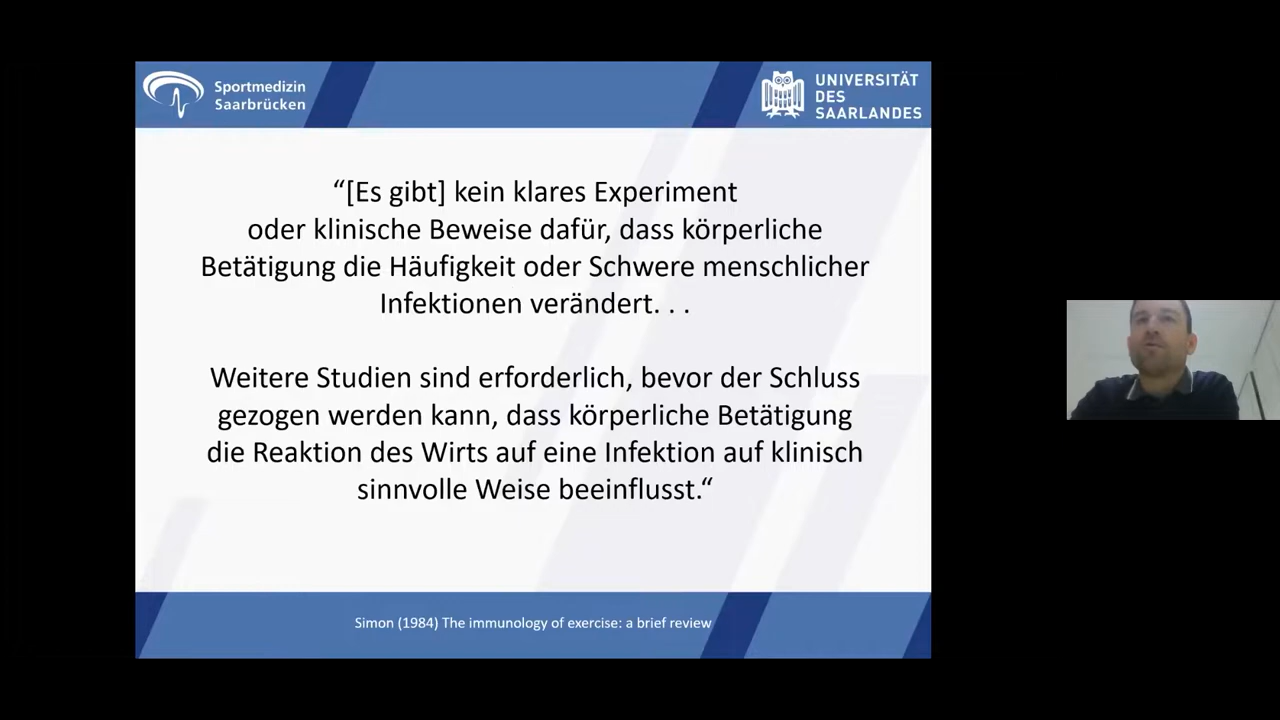 Sportmedizin
Saarbrücken
UNIVERSITÄT
DES
SAARLANDES
“[Es gibt] kein klares Experiment
oder klinische Beweise dafür, dass körperliche
Betätigung die Häufigkeit oder Schwere menschlicher
Infektionen verändert. . .
Weitere Studien sind erforderlich, bevor der Schluss
gezogen werden kann, dass körperliche Betätigung
die Reaktion des Wirts auf eine Infektion auf klinisch
sinnvolle Weise beeinflusst.“
Simon (1984) The immunology of exercise: a brief review